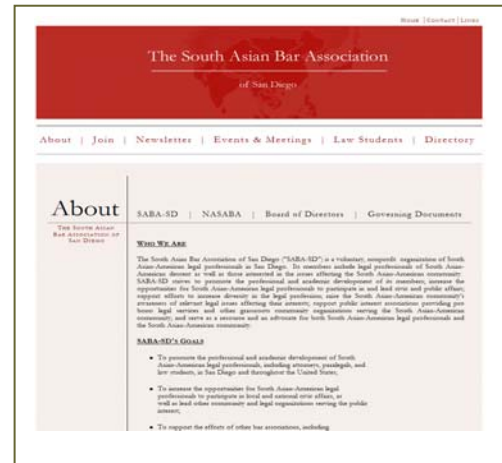 HOME | CONTACT | LINKS
The South Asian Bar Association
of San Diego
About | Join | Newsletter | Events & Meetings | Law Students | Directory
About
THE SOUTH ASIAN
BAR ASSOCIATION OF
SAN DIEGO
SABA-SD | NASABA | Board of Directors | Governing Documents
WHO WE ARE
The South Asian Bar Association of San Diego ("SABA-SD") is a voluntary, nonprofit organization of South
Asian-American legal professionals in San Diego. Its members include legal professionals of South Asian-
American descent as well as those interested in the issues affecting the South Asian-American community.
SABA-SD strives to promote the professional and academic development of its members; increase the
opportunities for South Asian-American legal professionals to participate in and lead civic and public affairs;
support efforts to increase diversity in the legal profession; raise the South Asian-American community's
awareness of relevant legal issues affecting their interests; support public interest associations providing pro
bono legal services and other grassroots community organizations serving the South Asian-American
community; and serve as a resource and an advocate for both South Asian-American legal professionals and
the South Asian-American community.
SABA-SD'S GOALS
• To promote the professional and academic development of South
Asian-American legal professionals, including attorneys, paralegals, and
law students, in San Diego and throughout the United States;
• To increase the opportunities for South Asian-American legal
professionals to participate in local and national civic affairs, as
well as lead other community and legal organizations serving the public
interest;
• To support the efforts of other bar associations, including